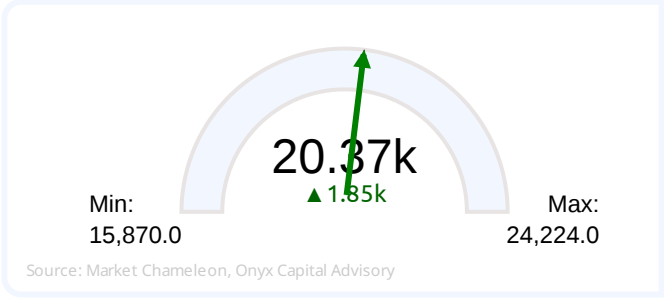 20.37k
▲1.85k
Min:
15,870.0
Max:
24,224.0
Source: Market Chameleon, Onyx Capital Advisory